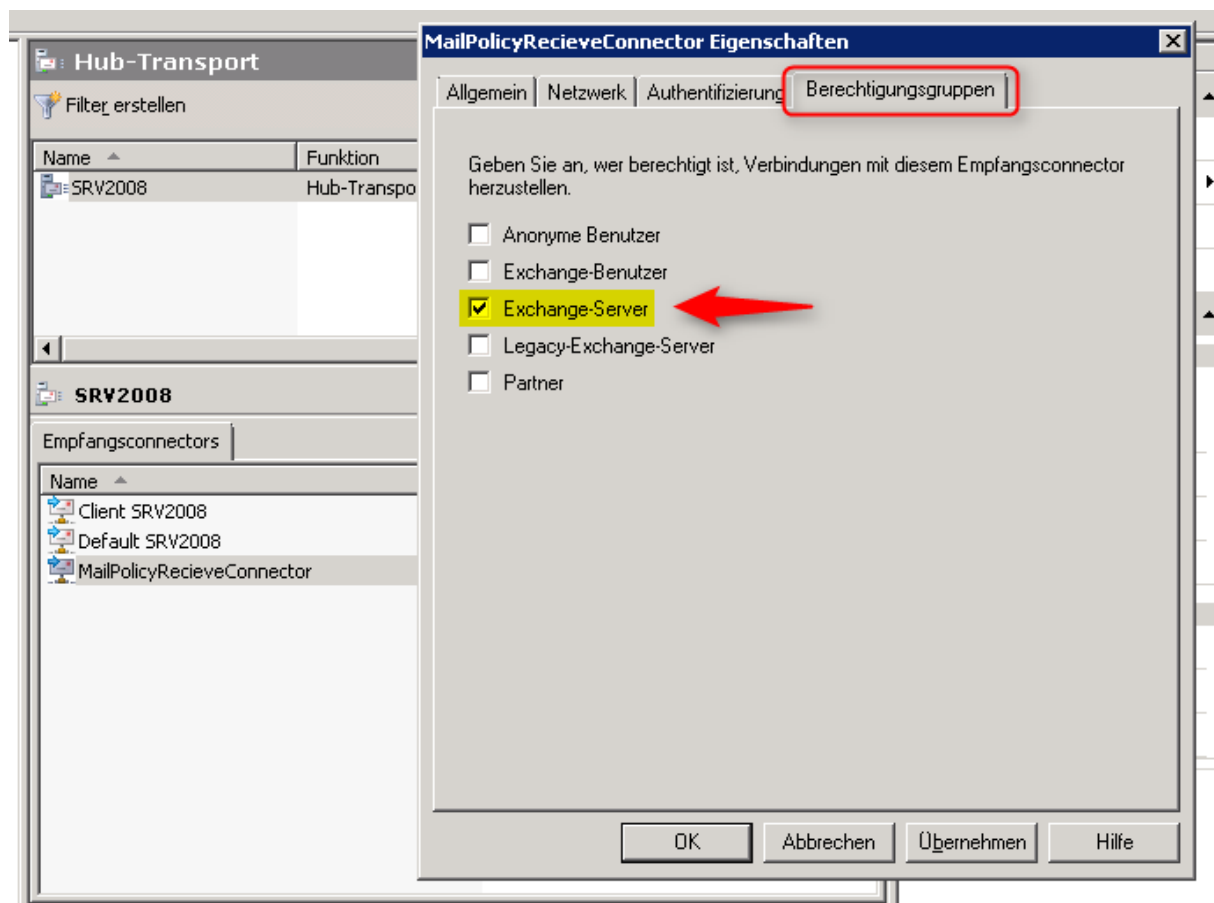 Hub-Transport
Filter erstellen
Name
Funktion
SRV2008
Hub-Transpo
SRV2008
Empfangsconnectors
Name
Client SRV2008
Default SRV2008
MailPolicyRecieveConnector
MailPolicyRecieveConnector Eigenschaften
Allgemein
Netzwerk
Authentifizierung
Berechtigungsgruppen
Geben Sie an, wer berechtigt ist, Verbindungen mit diesem Empfangsconnector
herzustellen.
Anonyme Benutzer
Exchange-Benutzer
Exchange-Server
Legacy-Exchange-Server
Partner
OK
Abbrechen
Übernehmen
Hilfe